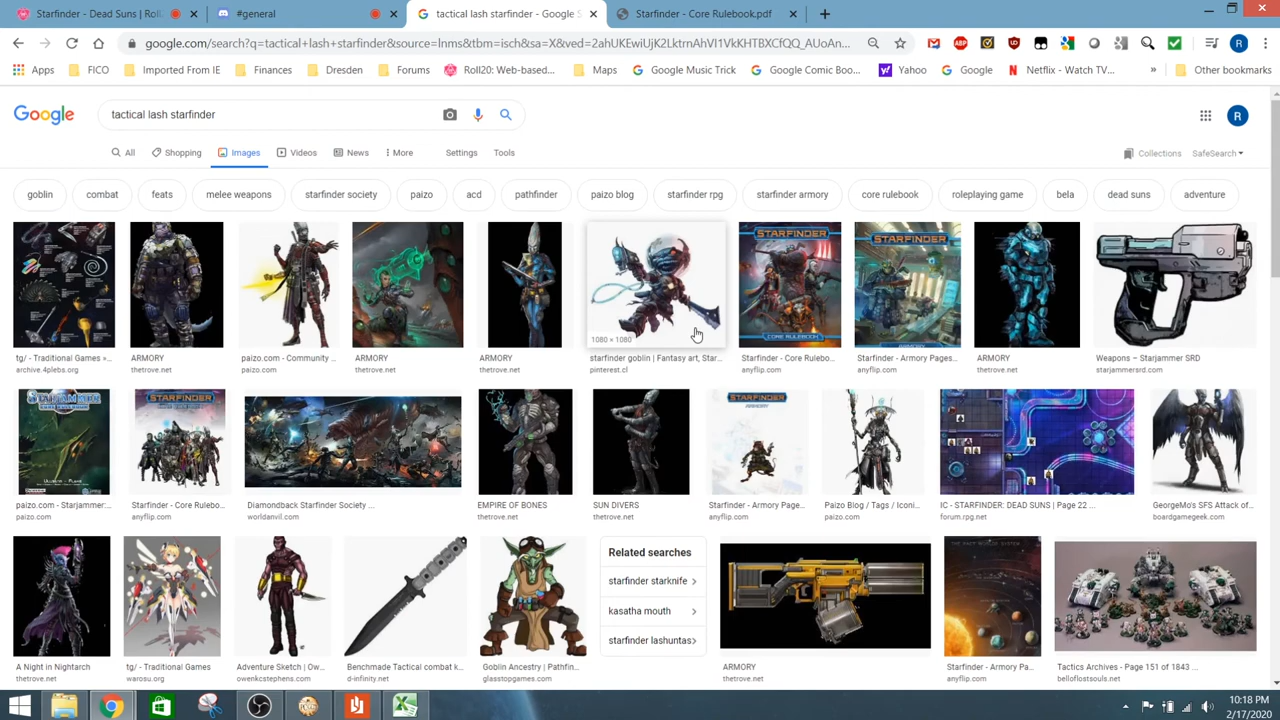 Starfinder - Dead Suns | Roll
#general
tactical lash starfinder - Google S
Starfinder - Core Rulebook.pdf
google.com/search?q=tactical+lash+starfinder&source=lnms&tbm=isch&sa=X&ved=2ahUKEwiUjK2LktrnAhVI1VkKHTBXCfQQ_AUoAn...
Apps FICO Imported From IE Finances Dresden Forums Roll20: Web-based... Maps Google Music Trick Google Comic Boo... Yahoo Google Netflix - Watch TV... » Other bookmarks
Google tactical lash starfinder R
All Shopping Images Videos News More Settings Tools Collections SafeSearch
goblin combat feats melee weapons starfinder society paizo acd pathfinder paizo blog starfinder rpg starfinder armory core rulebook roleplaying game bela dead suns adventure
STARFINDER
CORE RULEBOOK
STARFINDER
ARMORY
1080 × 1080
tg/ - Traditional Games »... ARMORY paizo.com - Community ... ARMORY ARMORY starfinder goblin | Fantasy art, Star... Starfinder - Core Rulebo... Starfinder - Armory Pages... ARMORY Weapons – Starjammer SRD
archive.4plebs.org thetrove.net paizo.com thetrove.net thetrove.net pinterest.cl anyflip.com anyflip.com thetrove.net starjammersrd.com
STARFINDER
STARFINDER
ARMORY
paizo.com - Starjammer:... Starfinder - Core Rulebo... Diamondback Starfinder Society ... EMPIRE OF BONES SUN DIVERS Starfinder - Armory Page... Paizo Blog / Tags / Iconi... IC - STARFINDER: DEAD SUNS | Page 22 ... GeorgeMo's SFS Attack of...
paizo.com anyflip.com worldanvil.com thetrove.net thetrove.net anyflip.com paizo.com forum.rpg.net boardgamegeek.com
Related searches
starfinder starknife
kasatha mouth
starfinder lashuntas
A Night in Nightarch tg/ - Traditional Games Adventure Sketch | Ow... Benchmade Tactical combat k... Goblin Ancestry | Pathfin... ARMORY Starfinder - Armory Pa... Tactics Archives - Page 151 of 1843 ...
thetrove.net warosu.org owenkcstephens.com d-infinity.net glasstopgames.com thetrove.net anyflip.com belloflostsouls.net
10:18 PM
2/17/2020